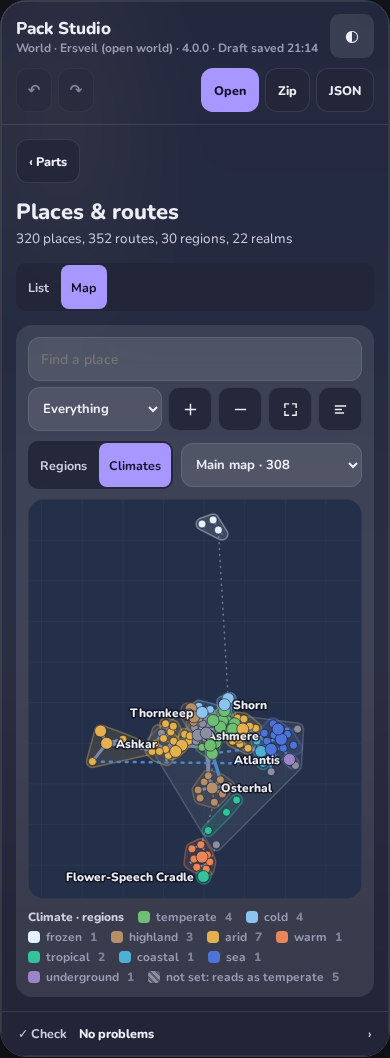 Pack Studio
World · Ersveil (open world) · 4.0.0 · Draft saved 21:14
Open Zip JSON
‹ Parts
Places & routes
320 places, 352 routes, 30 regions, 22 realms
List Map
Find a place
Everything
Regions Climates Main map · 308
Shorn
Thornkeep
Ashmere
Ashkar
Atlantis
Osterhal
Flower-Speech Cradle
Climate · regions temperate 4 cold 4
frozen 1 highland 3 arid 7 warm 1
tropical 2 coastal 1 sea 1
underground 1 not set: reads as temperate 5
✓ Check No problems ›